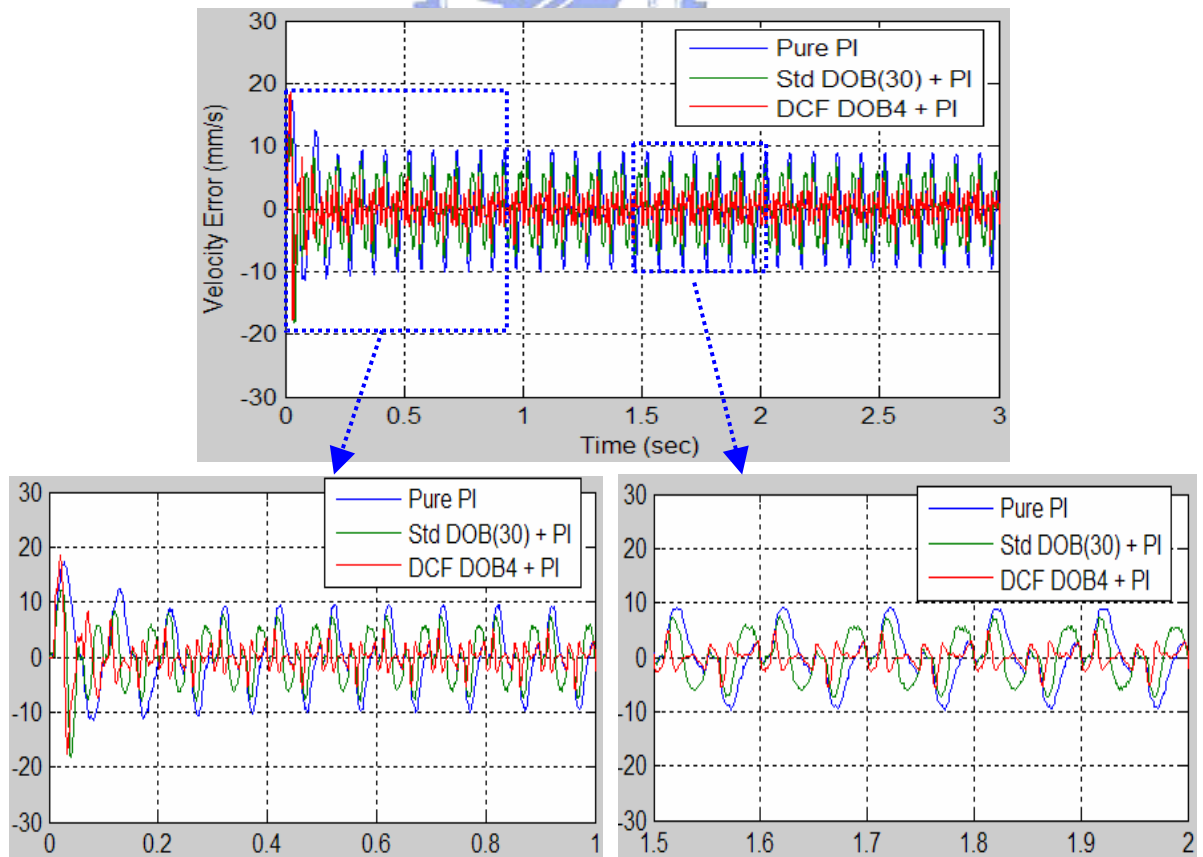 30
20
10
0
-10
-20
-30
Velocity Error (mm/s)
Pure PI
Std DOB(30) + PI
DCF DOB4 + PI
0 0.5 1 1.5 2 2.5 3
Time (sec)
30
20
10
0
-10
-20
-30
Pure PI
Std DOB(30) + PI
DCF DOB4 + PI
0 0.2 0.4 0.6 0.8 1
30
20
10
0
-10
-20
-30
Pure PI
Std DOB(30) + PI
DCF DOB4 + PI
1.5 1.6 1.7 1.8 1.9 2